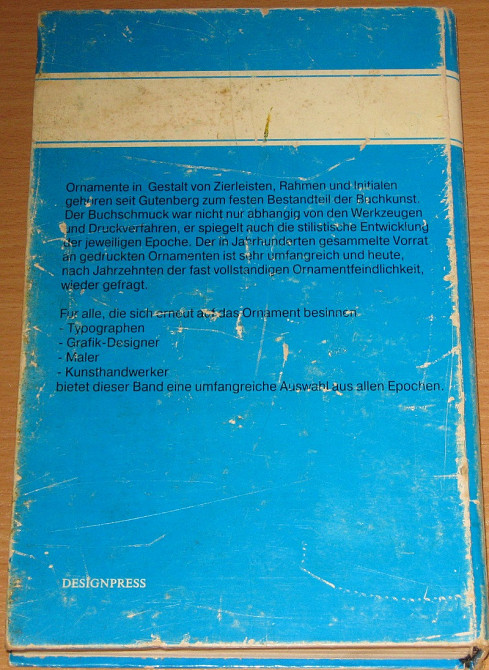 Ornamente in Gestalt von Zierleisten, Rahmen und Initialen
gehören seit Gutenberg zum festen Bestandteil der Buchkunst.
Der Buchschmuck war nicht nur abhängig von den Werkzeugen
und Druckverfahren, er spiegelt auch die stilistische Entwicklung
der jeweiligen Epoche. Der in Jahrhunderten gesammelte Vorrat
an gedruckten Ornamenten ist sehr umfangreich und heute,
nach Jahrzehnten der fast vollständigen Ornamentfeindlichkeit,
wieder gefragt.
Für alle, die sich erneut auf das Ornament besinnen:
- Typographen
- Grafik-Designer
- Maler
- Kunsthandwerker
bietet dieser Band eine umfangreiche Auswahl aus allen Epochen.
DESIGNPRESS